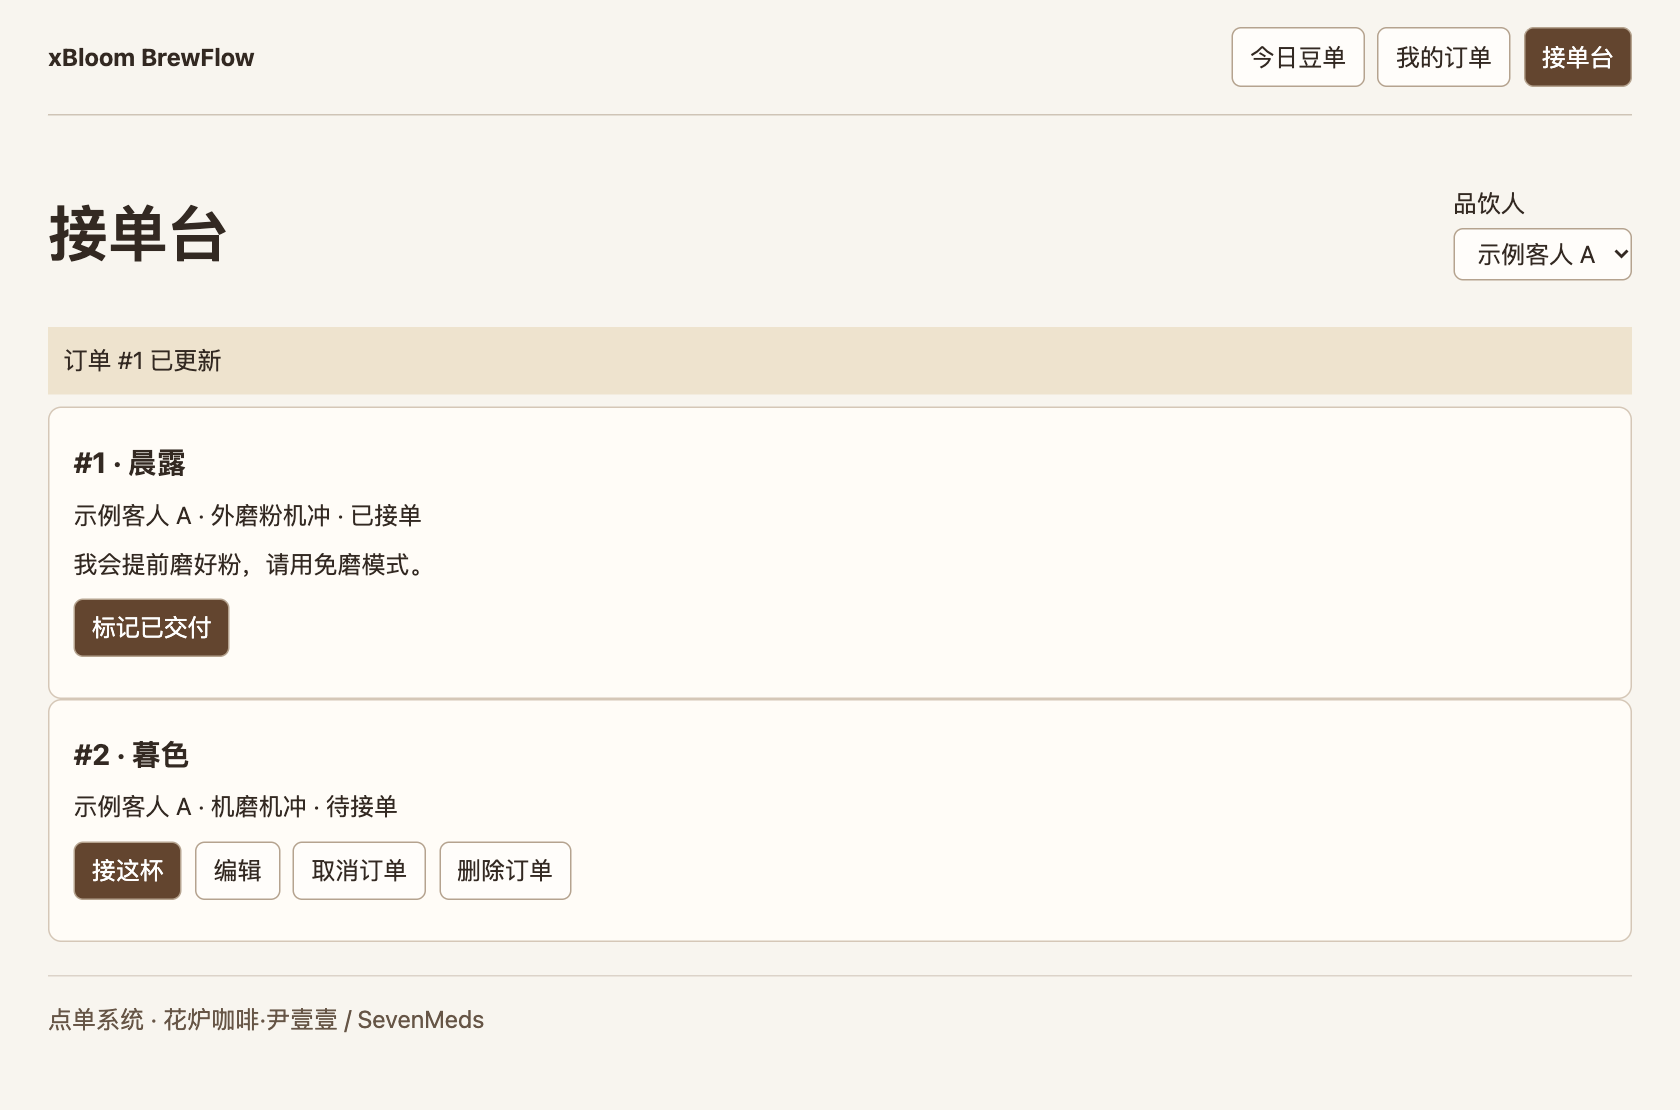 xBloom BrewFlow
今日豆单 我的订单 接单台
接单台
品饮人
示例客人 A
订单 #1 已更新
#1 · 晨露
示例客人 A · 外磨粉机冲 · 已接单
我会提前磨好粉，请用免磨模式。
标记已交付
#2 · 暮色
示例客人 A · 机磨机冲 · 待接单
接这杯 编辑 取消订单 删除订单
点单系统 · 花炉咖啡·尹壹壹 / SevenMeds